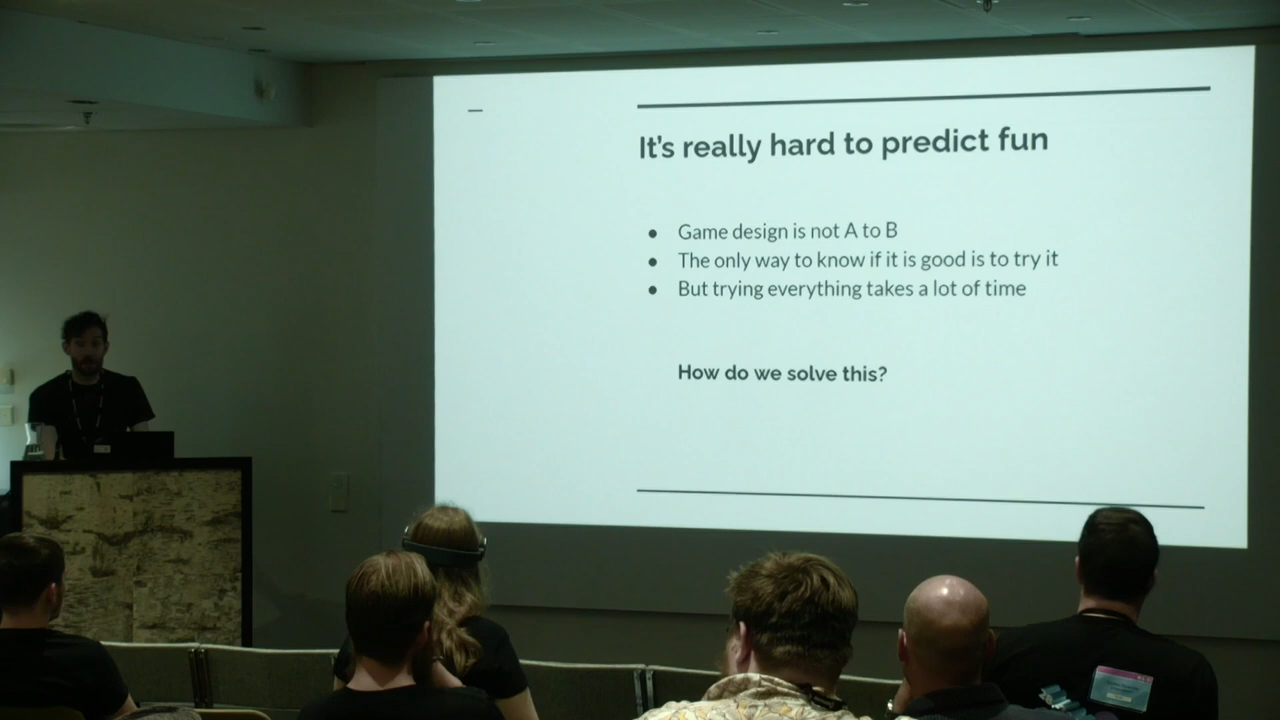 It's really hard to predict fun
● Game design is not A to B
● The only way to know if it is good is to try it
● But trying everything takes a lot of time
How do we solve this?